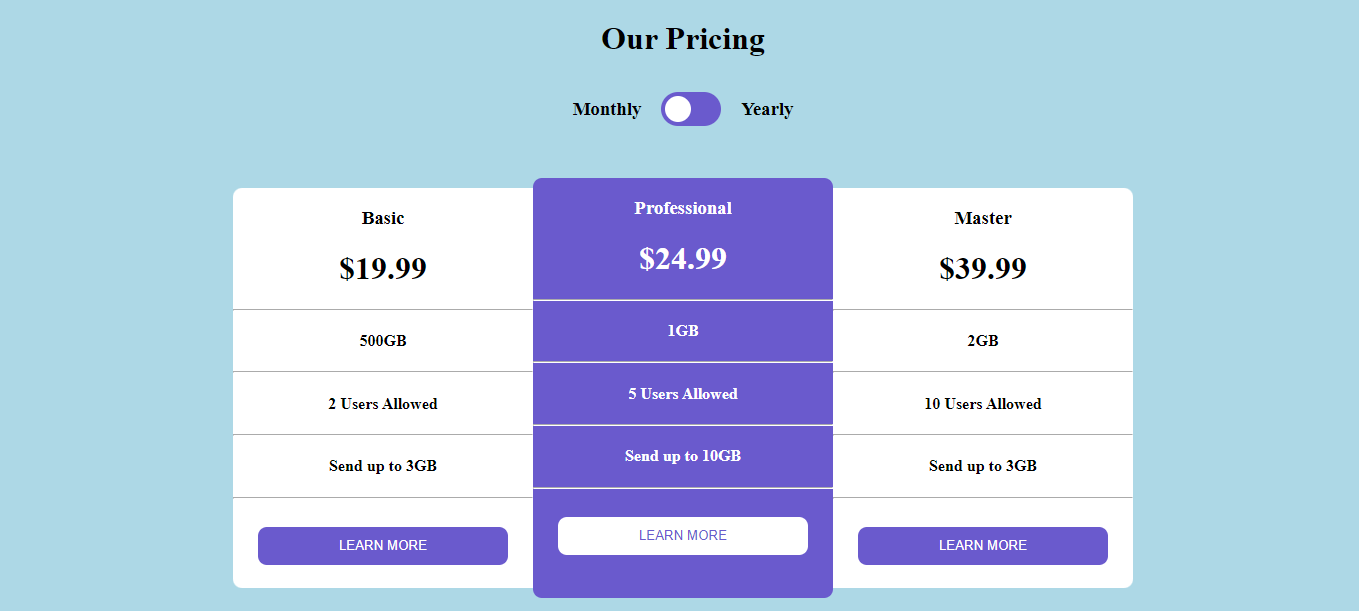 Our Pricing
Monthly
Yearly
Basic
$19.99
500GB
2 Users Allowed
Send up to 3GB
LEARN MORE
Professional
$24.99
1GB
5 Users Allowed
Send up to 10GB
LEARN MORE
Master
$39.99
2GB
10 Users Allowed
Send up to 3GB
LEARN MORE